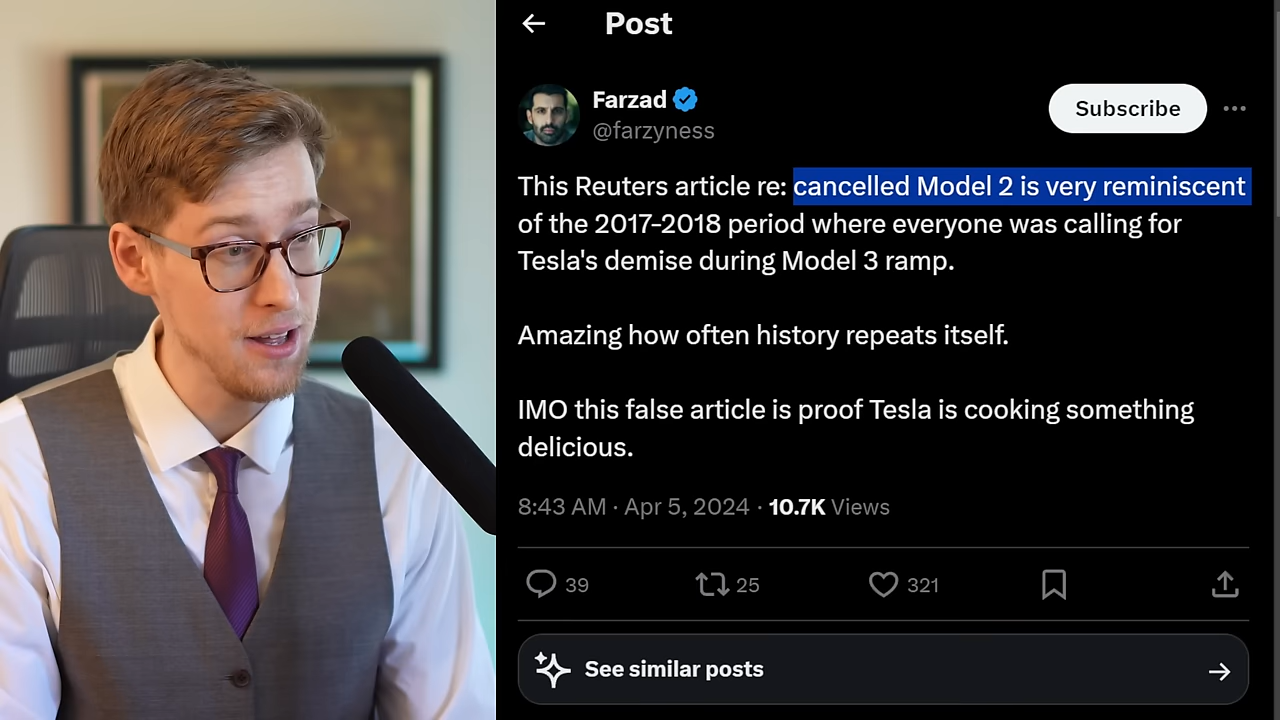 Post
Farzad
@farzyness
Subscribe
This Reuters article re: cancelled Model 2 is very reminiscent
of the 2017-2018 period where everyone was calling for
Tesla's demise during Model 3 ramp.
Amazing how often history repeats itself.
IMO this false article is proof Tesla is cooking something
delicious.
8:43 AM · Apr 5, 2024 · 10.7K Views
39 25 321
See similar posts